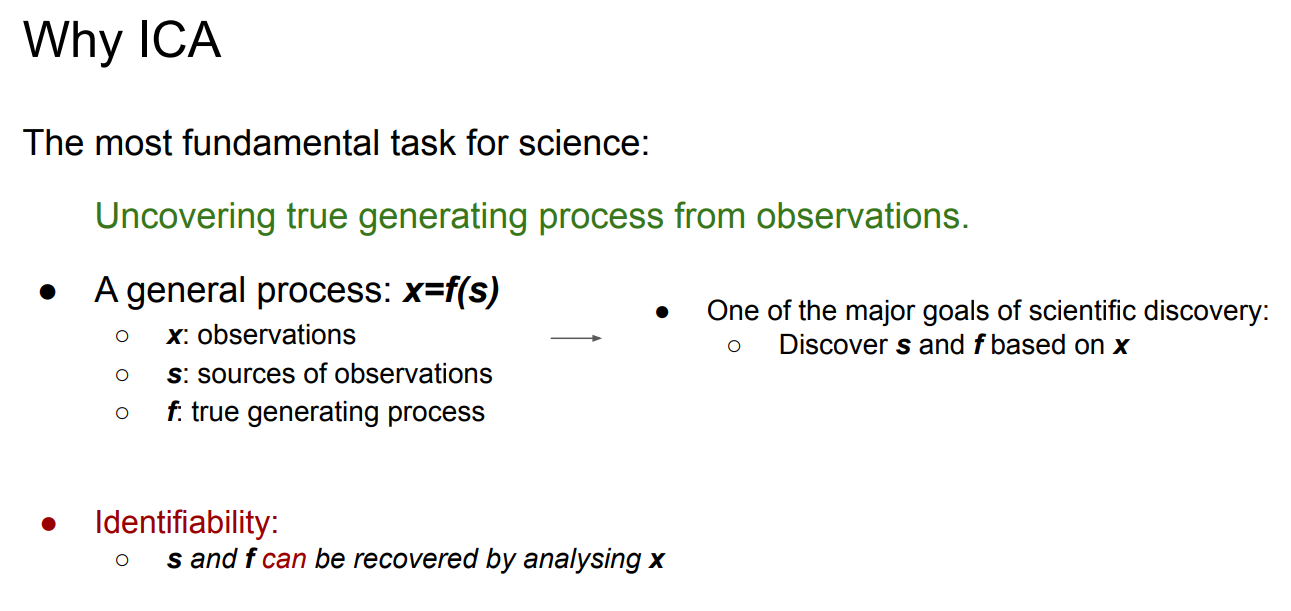 Why ICA
The most fundamental task for science:
Uncovering true generating process from observations.
● A general process: x=f(s)
○ x: observations
○ s: sources of observations
○ f: true generating process
● One of the major goals of scientific discovery:
○ Discover s and f based on x
● Identifiability:
○ s and f can be recovered by analysing x